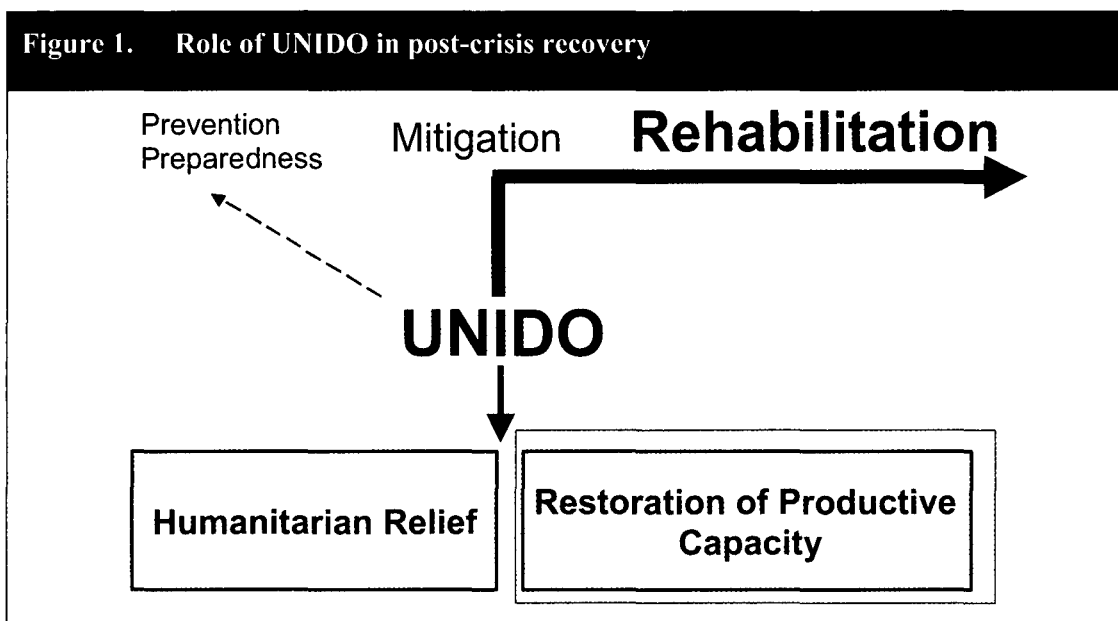 Figure 1. Role of UNIDO in post-crisis recovery
Prevention
Preparedness
Mitigation
Rehabilitation
UNIDO
Humanitarian Relief
Restoration of Productive
Capacity